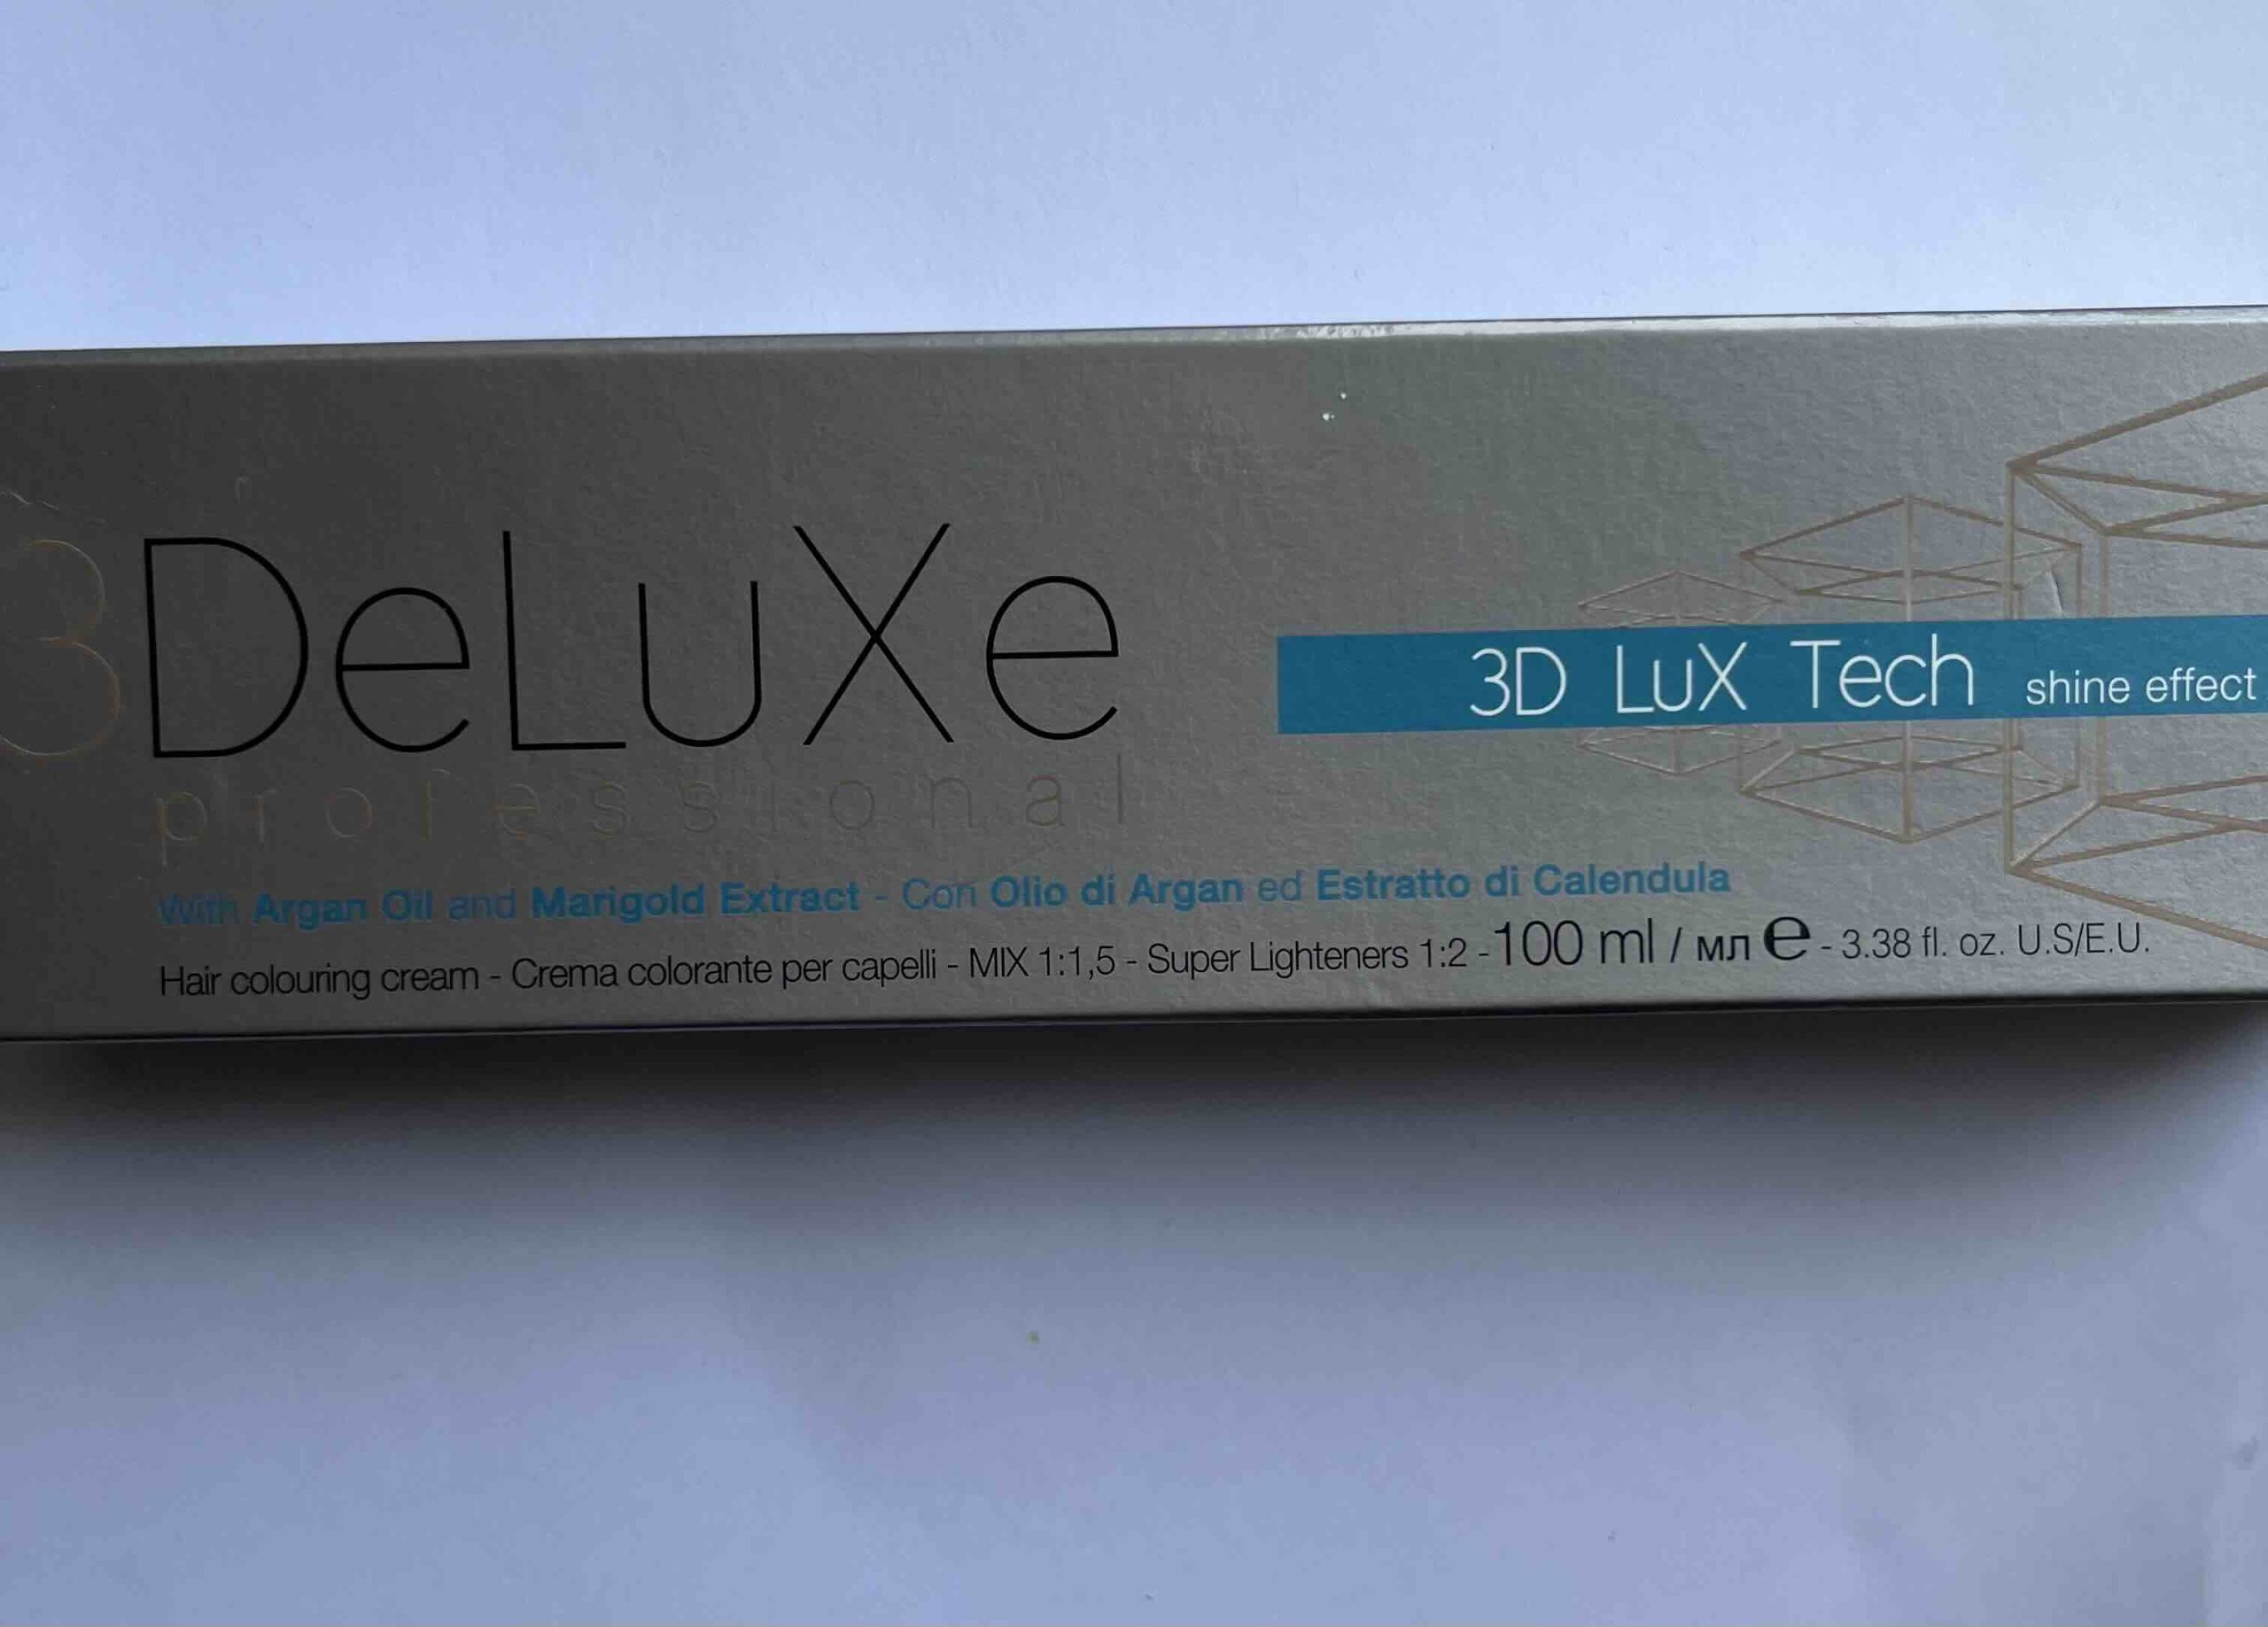 3DeLuXe
professional
3D LuX Tech shine effect
With Argan Oil and Marigold Extract - Con Olio di Argan ed Estratto di Calendula
Hair colouring cream - Crema colorante per capelli - MIX 1:1,5 - Super Lighteners 1:2 - 100 ml / мл e - 3.38 fl. oz. U.S/E.U.